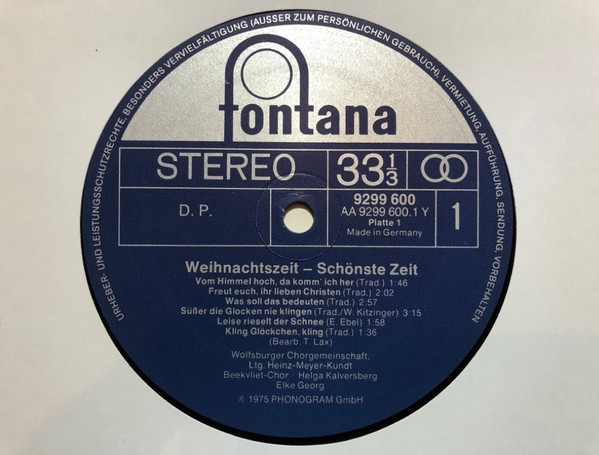 URHEBER- UND LEISTUNGSSCHUTZRECHTE, BESONDERS VERVIELFÄLTIGUNG (AUSSER ZUM PERSÖNLICHEN GEBRAUCH), VERMIETUNG, AUFFÜHRUNG, SENDUNG, VORBEHALTEN
fontana
STEREO 33 1/3
D. P.
9299 600
AA 9299 600.1 Y
Platte 1
Made in Germany
1
Weihnachtszeit – Schönste Zeit
Vom Himmel hoch, da komm' ich her (Trad.) 1:46
Freut euch, ihr lieben Christen (Trad.) 2:02
Was soll das bedeuten (Trad.) 2:57
Süßer die Glocken nie klingen (Trad./W. Kitzinger) 3:15
Leise rieselt der Schnee (E. Ebel) 1:58
Kling Glöckchen, kling (Trad.) 1:36
(Bearb. T. Lax)
Wolfsburger Chorgemeinschaft,
Ltg. Heinz-Meyer-Kundt
Beekvliet-Chor · Helga Kalversberg
Elke Georg
℗ 1975 PHONOGRAM GmbH